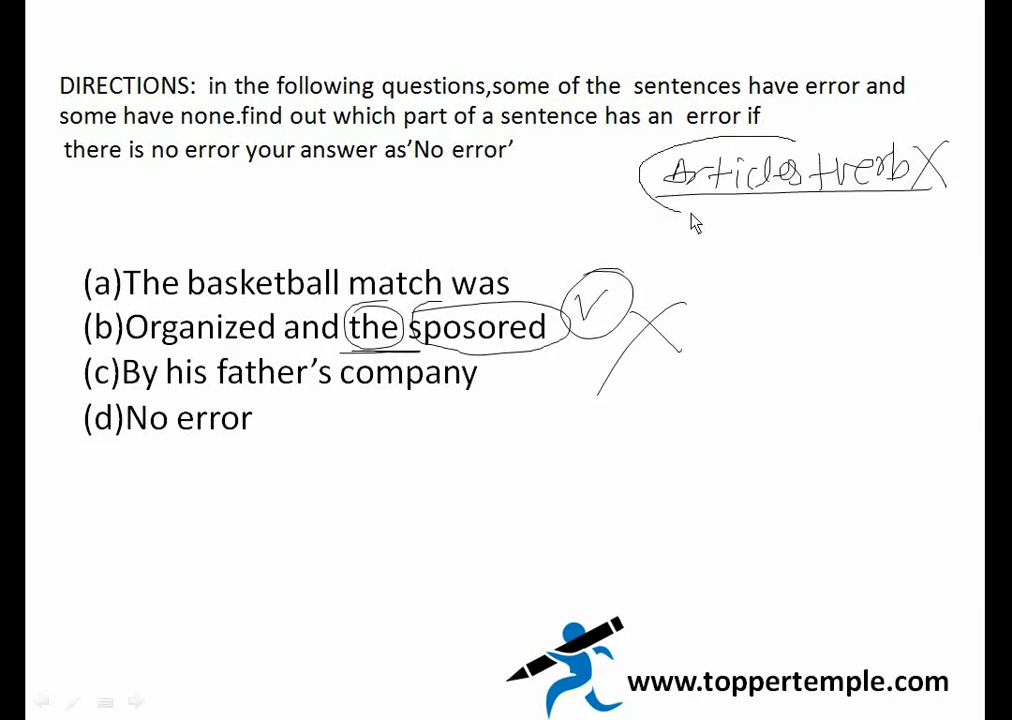 DIRECTIONS: in the following questions,some of the sentences have error and
some have none.find out which part of a sentence has an error if
there is no error your answer as’No error’
Articles+verb X
(a)The basketball match was
(b)Organized and the sposored V X
(c)By his father’s company
(d)No error
www.toppertemple.com